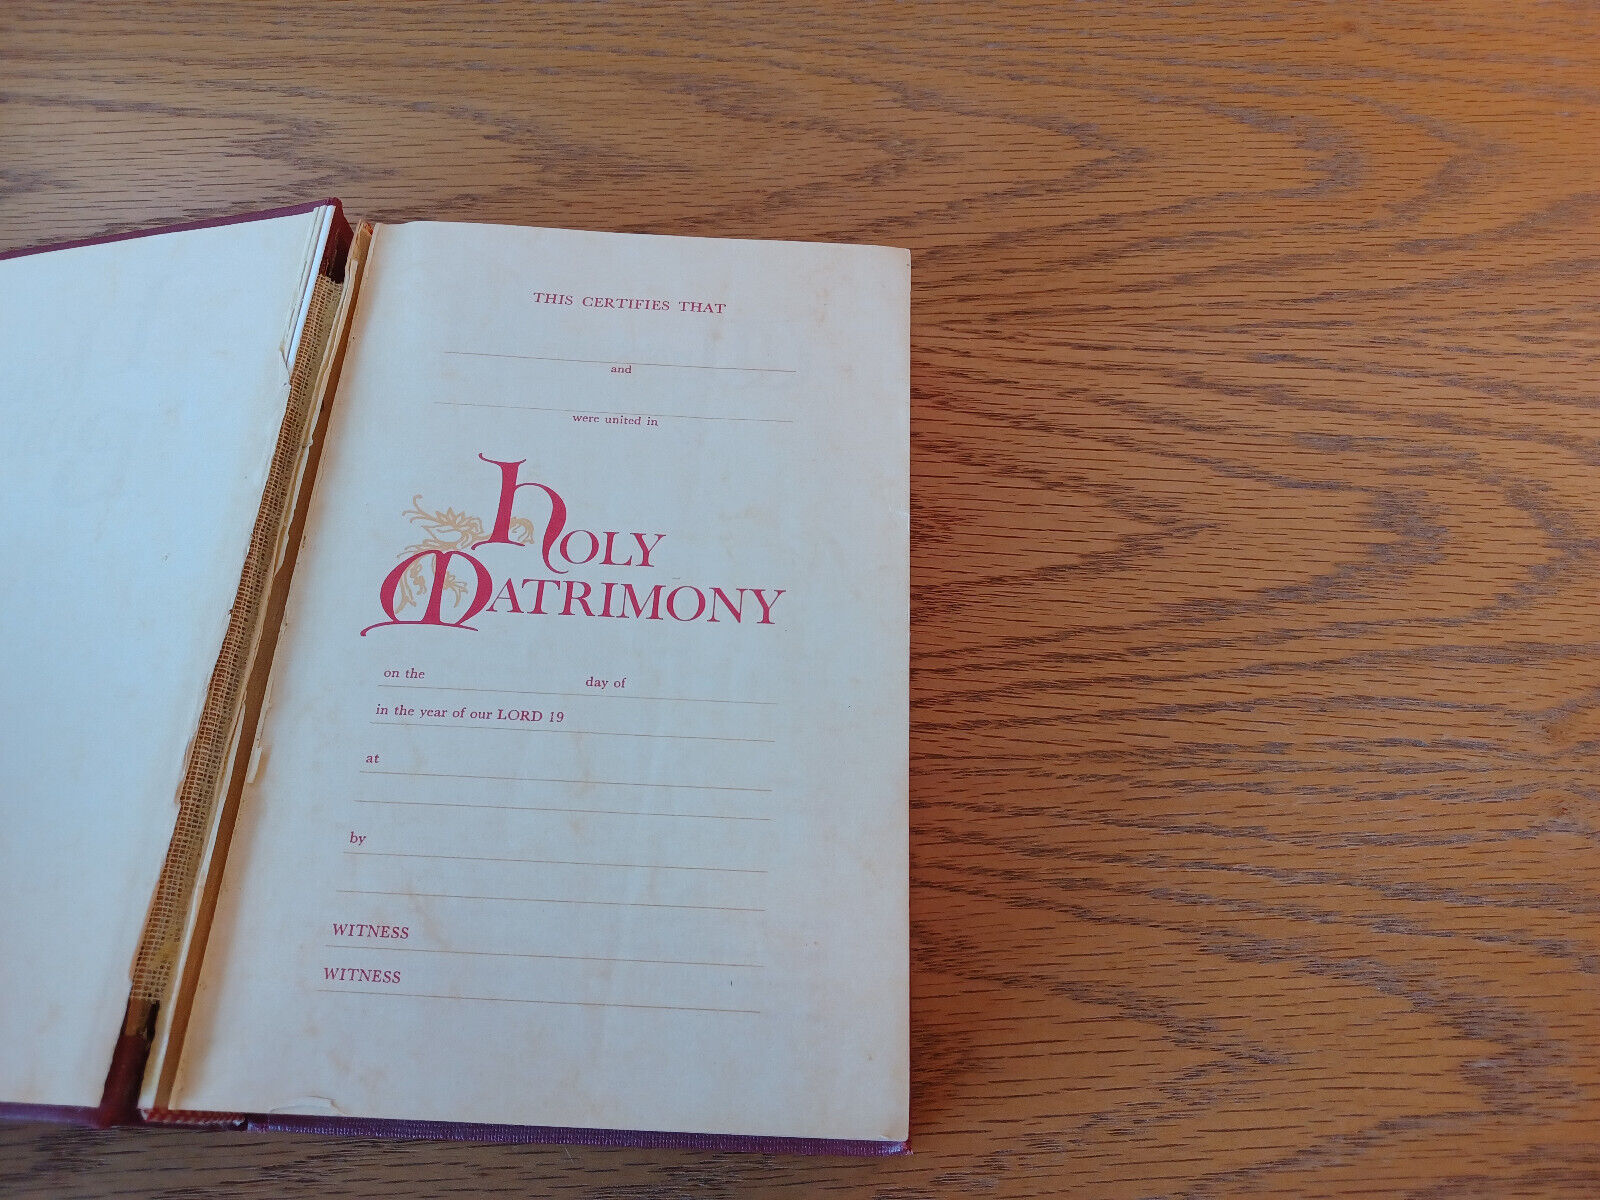 THIS CERTIFIES THAT
and
were united in
HOLY
MATRIMONY
on the day of
in the year of our LORD 19
at
by
WITNESS
WITNESS